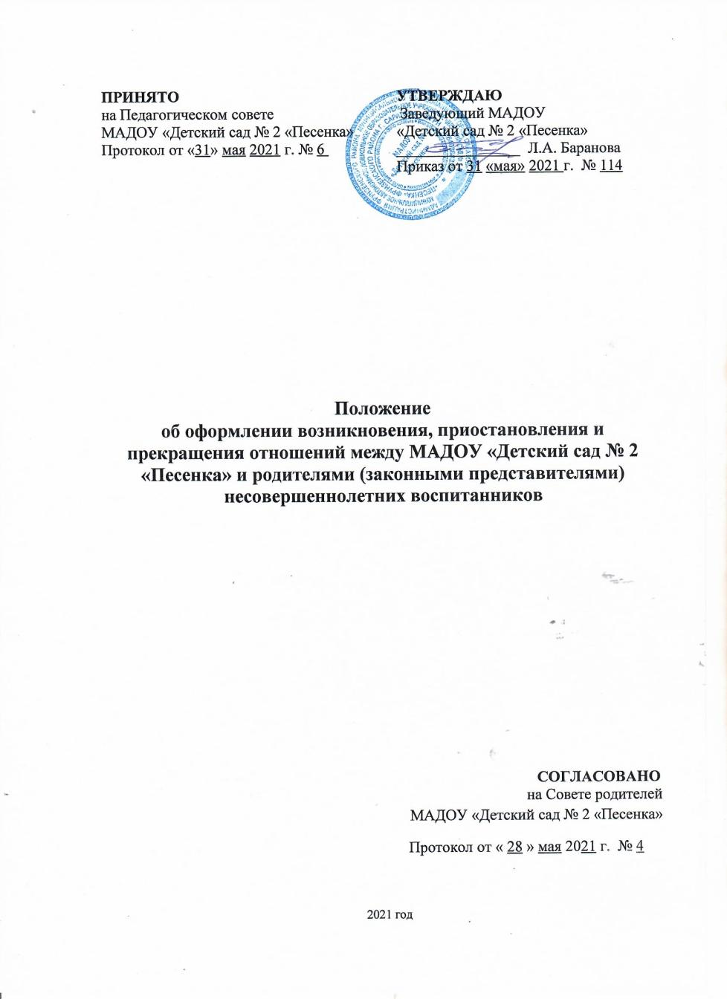 ПРИНЯТО
на Педагогическом совете
МАДОУ «Детский сад № 2 «Песенка»
Протокол от «31» мая 2021 г. № 6
УТВЕРЖДАЮ
Заведующий МАДОУ
«Детский сад № 2 «Песенка»
Л.А. Баранова
Приказ от 31 «мая» 2021 г. № 114
Положение
об оформлении возникновения, приостановления и
прекращения отношений между МАДОУ «Детский сад № 2
«Песенка» и родителями (законными представителями)
несовершеннолетних воспитанников
СОГЛАСОВАНО
на Совете родителей
МАДОУ «Детский сад № 2 «Песенка»
Протокол от « 28 » мая 2021 г. № 4
2021 год